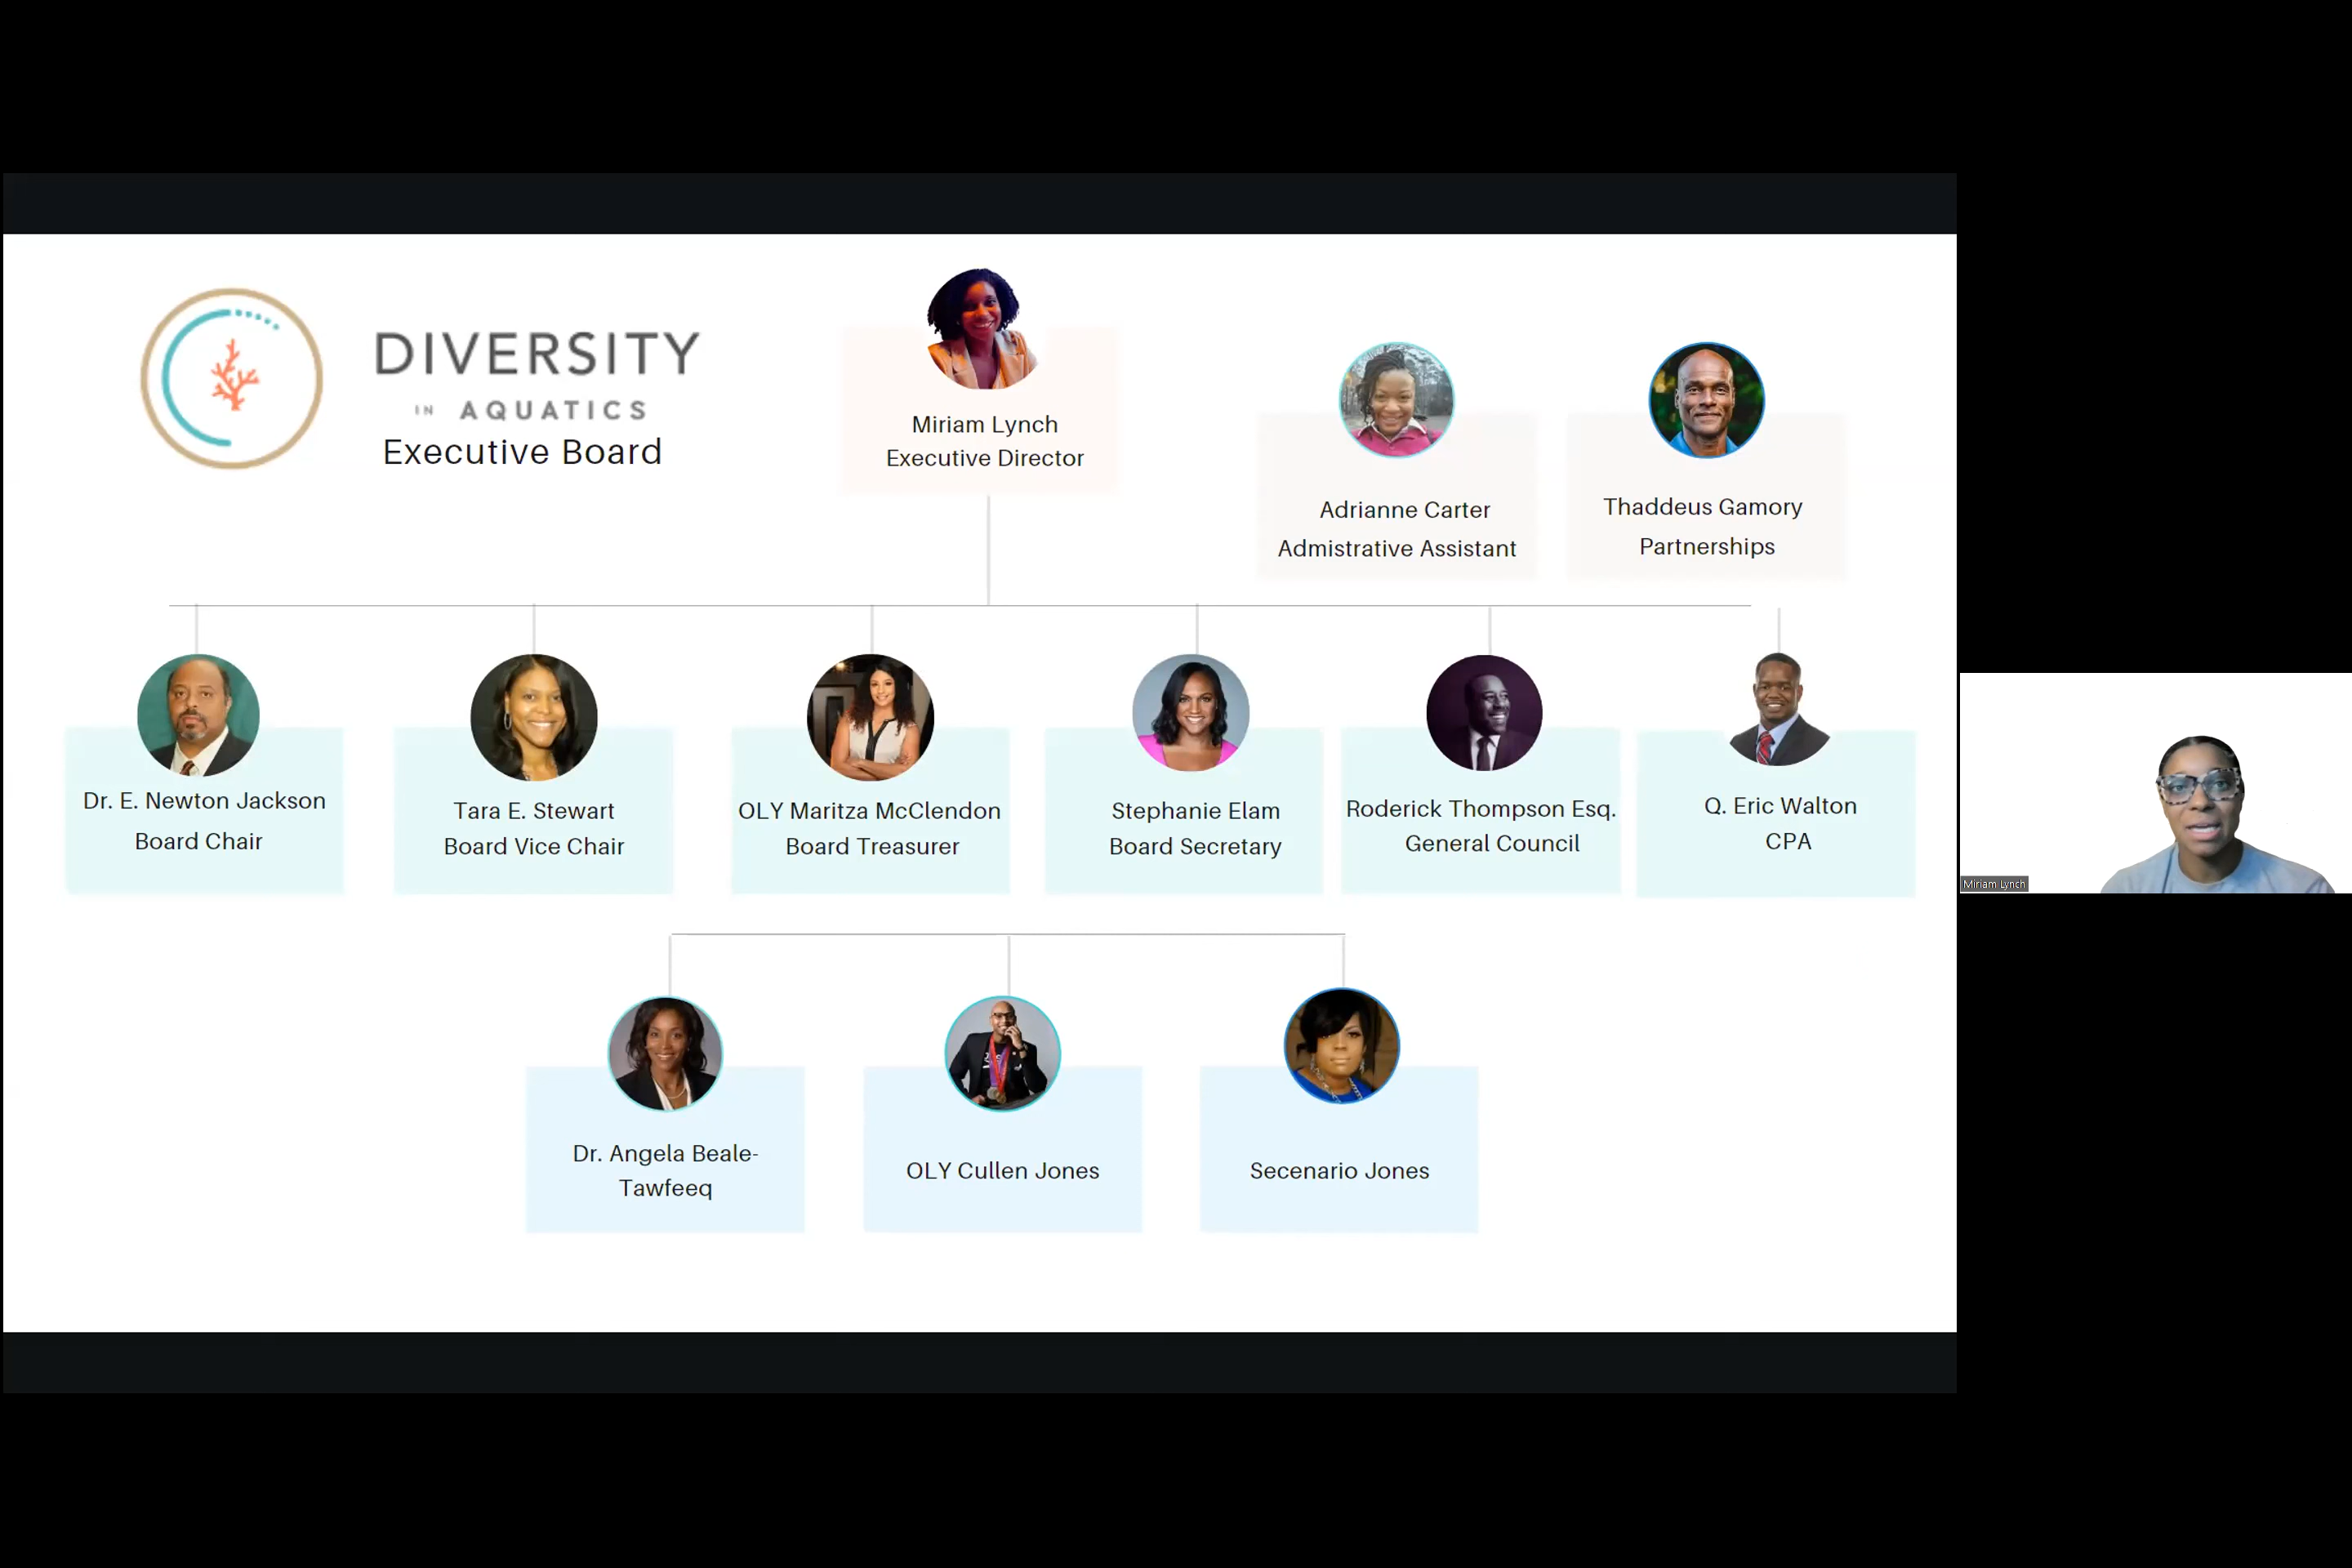 DIVERSITY
IN AQUATICS
Executive Board
Miriam Lynch
Executive Director
Adrianne Carter
Admistrative Assistant
Thaddeus Gamory
Partnerships
Dr. E. Newton Jackson
Board Chair
Tara E. Stewart
Board Vice Chair
OLY Maritza McClendon
Board Treasurer
Stephanie Elam
Board Secretary
Roderick Thompson Esq.
General Council
Q. Eric Walton
CPA
Dr. Angela Beale-
Tawfeeq
OLY Cullen Jones
Secenario Jones
Miriam Lynch